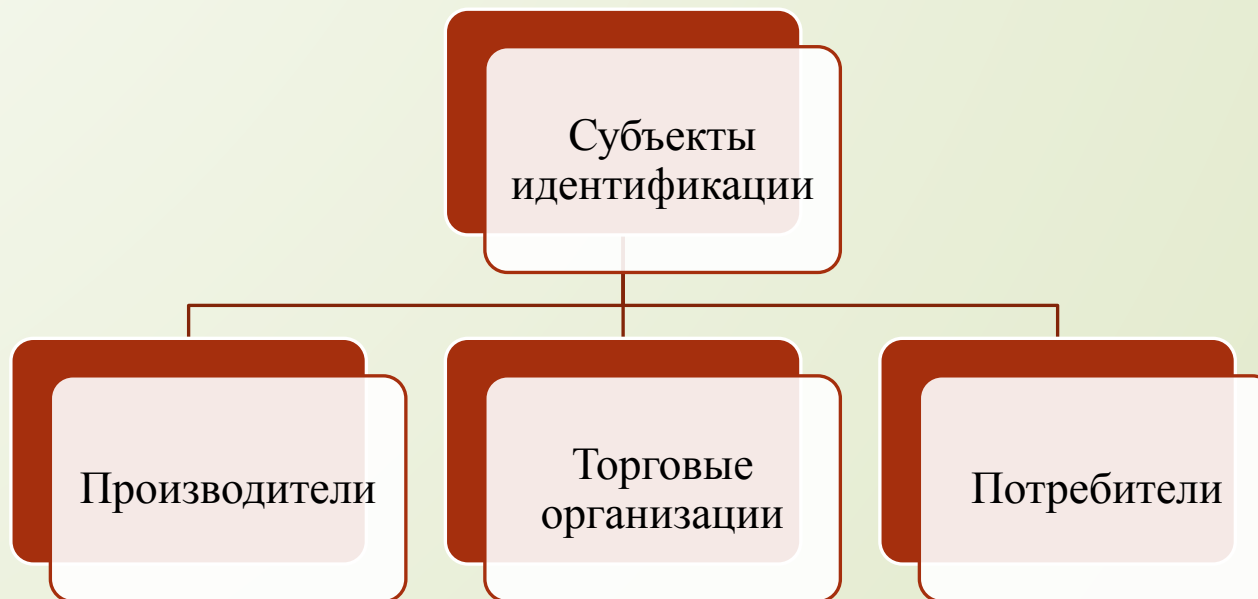 Субъекты
идентификации
Производители
Торговые
организации
Потребители